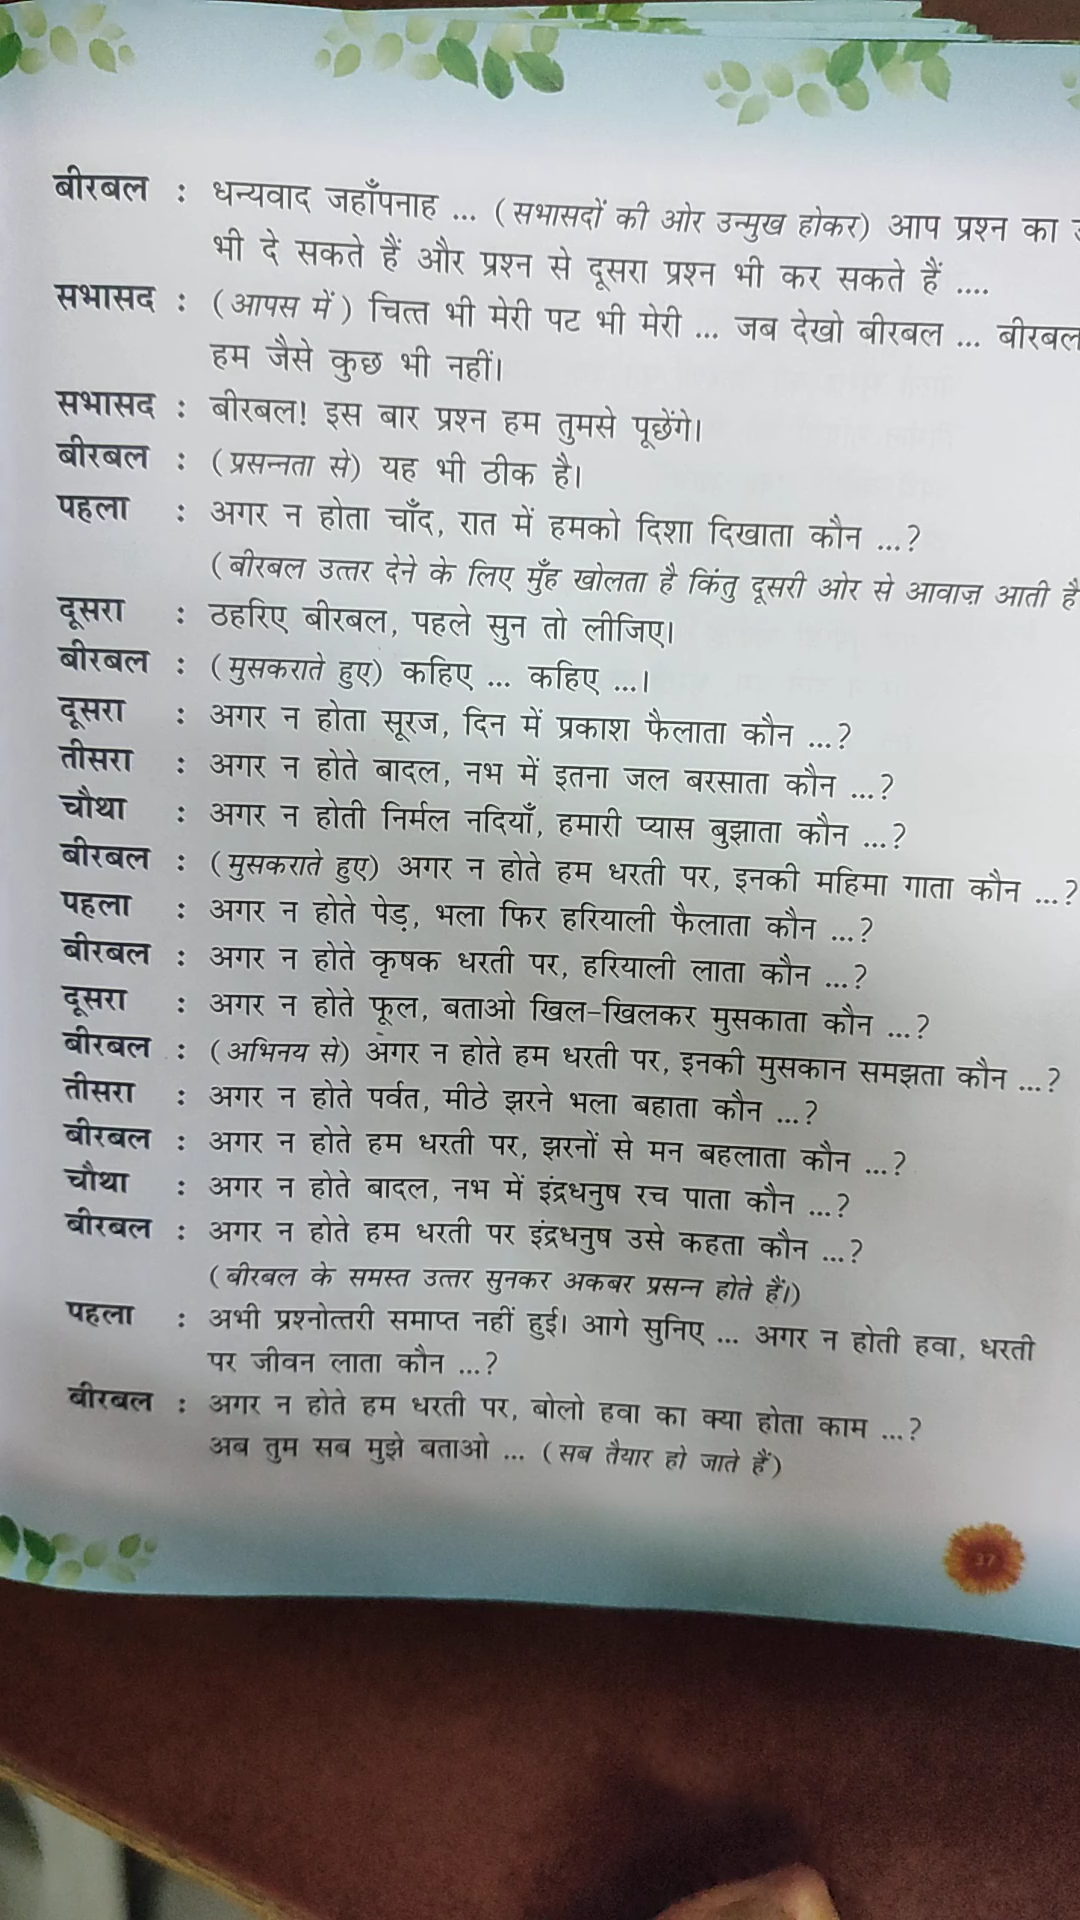 बीरबल : धन्यवाद जहाँपनाह ... (सभासदों की ओर उन्मुख होकर) आप प्रश्न का
भी दे सकते हैं और प्रश्न से दूसरा प्रश्न भी कर सकते हैं ....
सभासद : (आपस में) चित्त भी मेरी पट भी मेरी ... जब देखो बीरबल ... बीरबल
हम जैसे कुछ भी नहीं।
सभासद : बीरबल! इस बार प्रश्न हम तुमसे पूछेंगे।
बीरबल : (प्रसन्नता से) यह भी ठीक है।
पहला : अगर न होता चाँद, रात में हमको दिशा दिखाता कौन ...?
(बीरबल उत्तर देने के लिए मुँह खोलता है किंतु दूसरी ओर से आवाज़ आती है
दूसरा : ठहरिए बीरबल, पहले सुन तो लीजिए।
बीरबल : (मुसकराते हुए) कहिए ... कहिए ...।
दूसरा : अगर न होता सूरज, दिन में प्रकाश फैलाता कौन ...?
तीसरा : अगर न होते बादल, नभ में इतना जल बरसाता कौन ...?
चौथा : अगर न होती निर्मल नदियाँ, हमारी प्यास बुझाता कौन ...?
बीरबल : (मुसकराते हुए) अगर न होते हम धरती पर, इनकी महिमा गाता कौन ...?
पहला : अगर न होते पेड़, भला फिर हरियाली फैलाता कौन ...?
बीरबल : अगर न होते कृषक धरती पर, हरियाली लाता कौन ...?
दूसरा : अगर न होते फूल, बताओ खिल-खिलकर मुसकाता कौन ...?
बीरबल : (अभिनय से) अगर न होते हम धरती पर, इनकी मुसकान समझता कौन ...?
तीसरा : अगर न होते पर्वत, मीठे झरने भला बहाता कौन ...?
बीरबल : अगर न होते हम धरती पर, झरनों से मन बहलाता कौन ...?
चौथा : अगर न होते बादल, नभ में इंद्रधनुष रच पाता कौन ...?
बीरबल : अगर न होते हम धरती पर इंद्रधनुष उसे कहता कौन ...?
(बीरबल के समस्त उत्तर सुनकर अकबर प्रसन्न होते हैं।)
पहला : अभी प्रश्नोत्तरी समाप्त नहीं हुई। आगे सुनिए ... अगर न होती हवा, धरती
पर जीवन लाता कौन ...?
बीरबल : अगर न होते हम धरती पर, बोलो हवा का क्या होता काम ...?
अब तुम सब मुझे बताओ ... (सब तैयार हो जाते हैं)
37